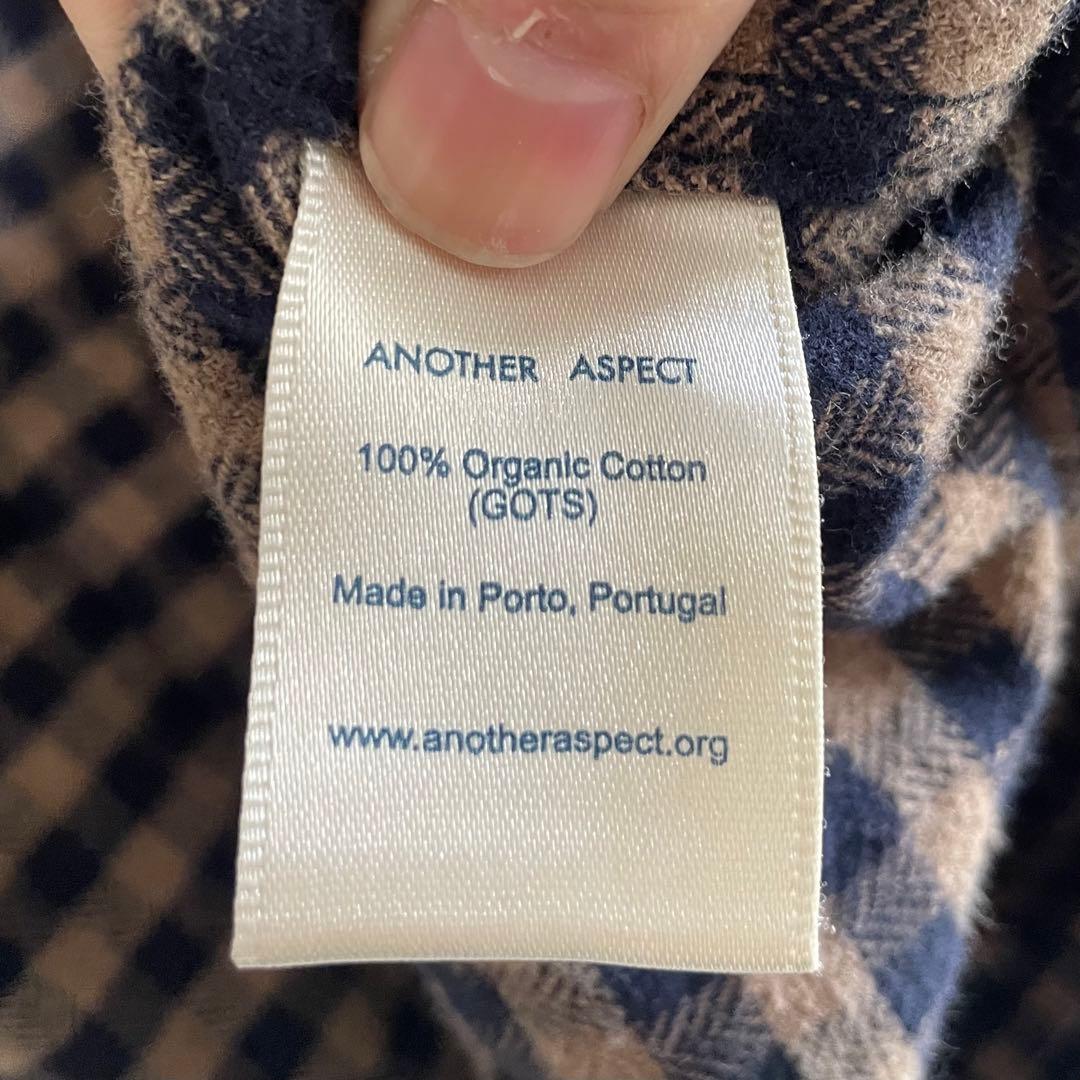 ANOTHER ASPECT
100% Organic Cotton
(GOTS)
Made in Porto, Portugal
www.anotheraspect.org